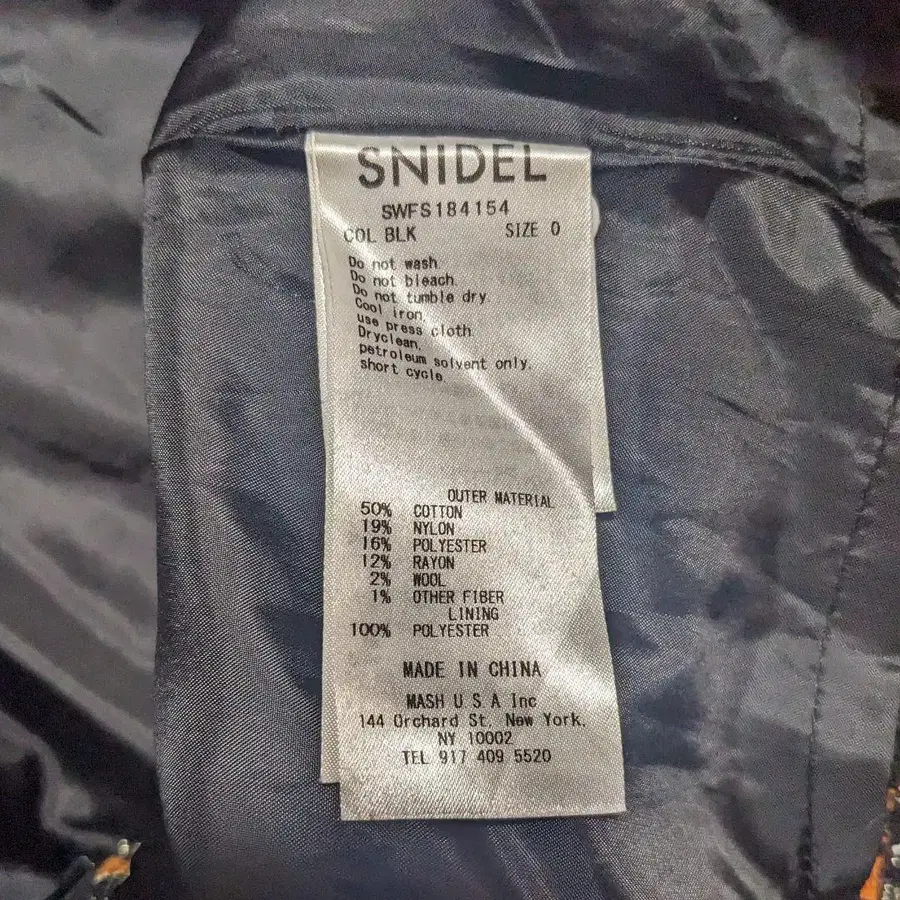 SNIDEL
SWFS184154
COL BLK SIZE 0
Do not wash.
Do not bleach.
Do not tumble dry.
Cool iron,
use press cloth.
Dryclean,
petroleum solvent only.
short cycle.
OUTER MATERIAL
50% COTTON
19% NYLON
16% POLYESTER
12% RAYON
2% WOOL
1% OTHER FIBER
LINING
100% POLYESTER
MADE IN CHINA
MASH U S A Inc
144 Orchard St. New York.
NY 10002
TEL 917 409 5520